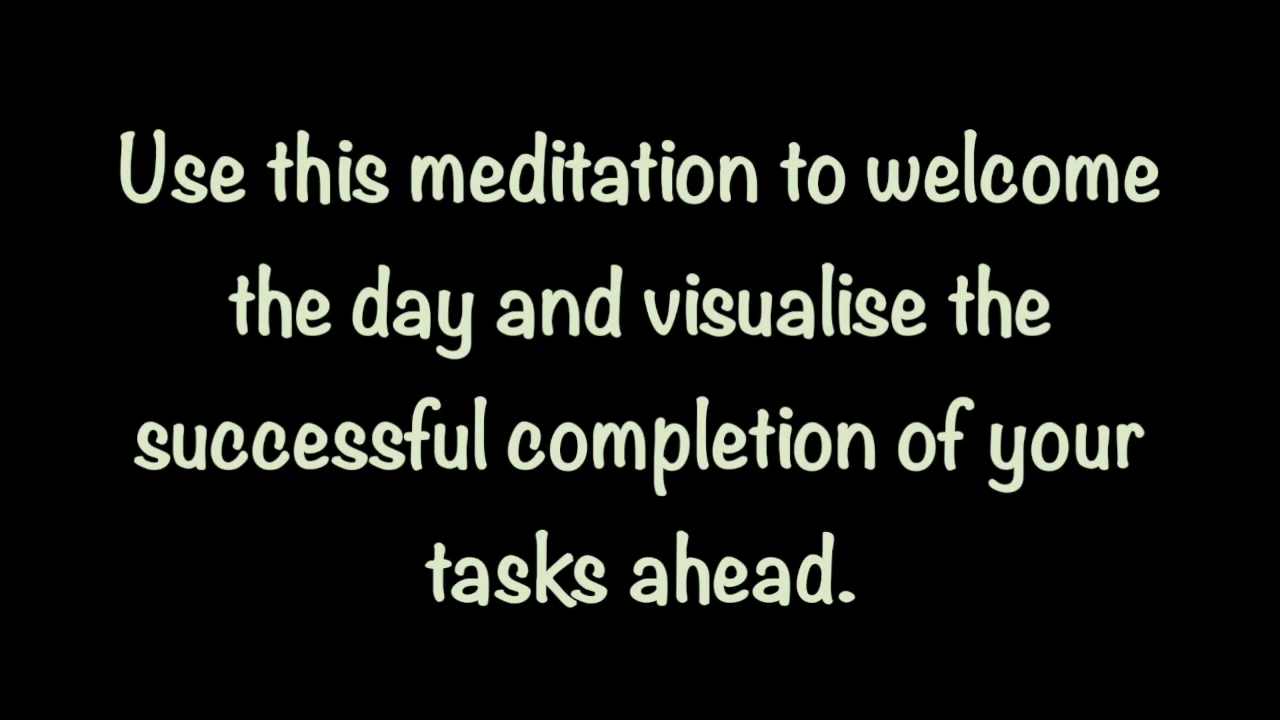 Use this meditation to welcome
the day and visualise the
successful completion of your
tasks ahead.